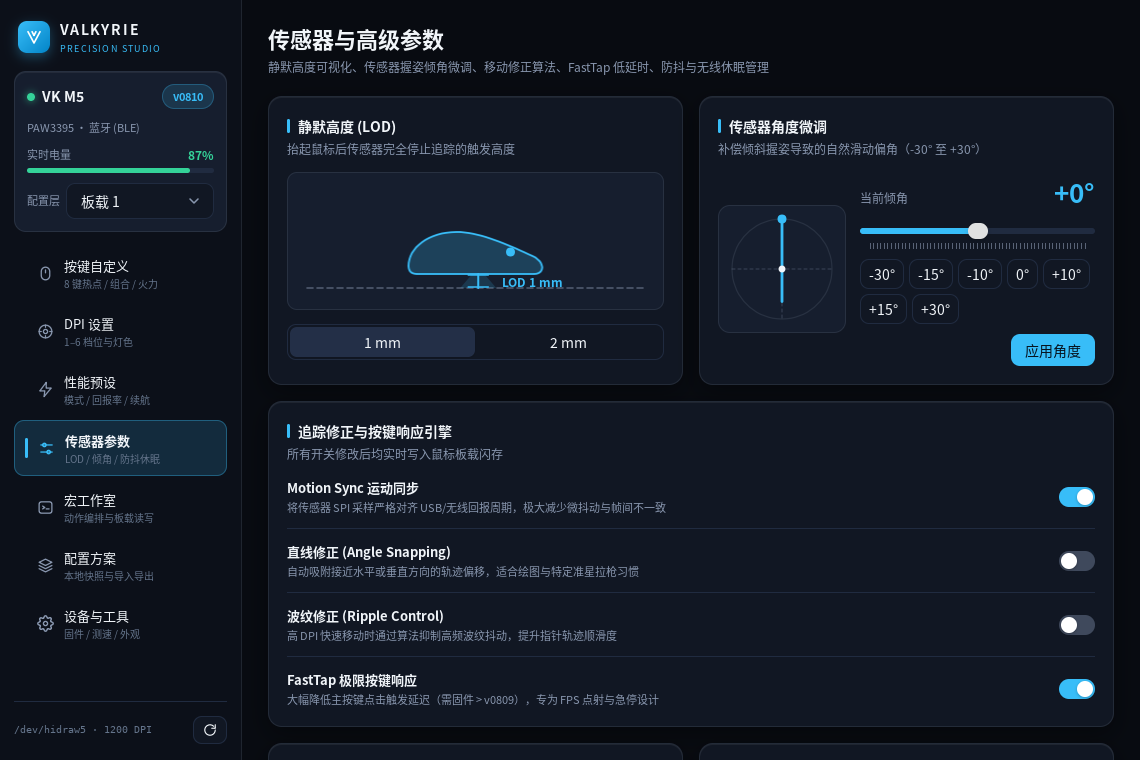 VALKYRIE
PRECISION STUDIO
VK M5
v0810
PAW3395 • 蓝牙 (BLE)
实时电量
87%
配置层
板载 1
按键自定义
8 键热点 / 组合 / 火力
DPI 设置
1–6 档位与灯色
性能预设
模式 / 回报率 / 续航
传感器参数
LOD / 倾角 / 防抖休眠
宏工作室
动作编排与板载读写
配置方案
本地快照与导入导出
设备与工具
固件 / 测速 / 外观
/dev/hidraw5 · 1200 DPI
传感器与高级参数
静默高度可视化、传感器握姿倾角微调、移动修正算法、FastTap 低延时、防抖与无线休眠管理
静默高度 (LOD)
抬起鼠标后传感器完全停止追踪的触发高度
LOD 1 mm
1 mm
2 mm
传感器角度微调
补偿倾斜握姿导致的自然滑动偏角（-30° 至 +30°）
当前倾角
+0°
-30°
-15°
-10°
0°
+10°
+15°
+30°
应用角度
追踪修正与按键响应引擎
所有开关修改后均实时写入鼠标板载闪存
Motion Sync 运动同步
将传感器 SPI 采样严格对齐 USB/无线回报周期，极大减少微抖动与帧间不一致
直线修正 (Angle Snapping)
自动吸附接近水平或垂直方向的轨迹偏移，适合绘图与特定准星拉枪习惯
波纹修正 (Ripple Control)
高 DPI 快速移动时通过算法抑制高频波纹抖动，提升指针轨迹顺滑度
FastTap 极限按键响应
大幅降低主按键点击触发延迟（需固件 > v0809），专为 FPS 点射与急停设计